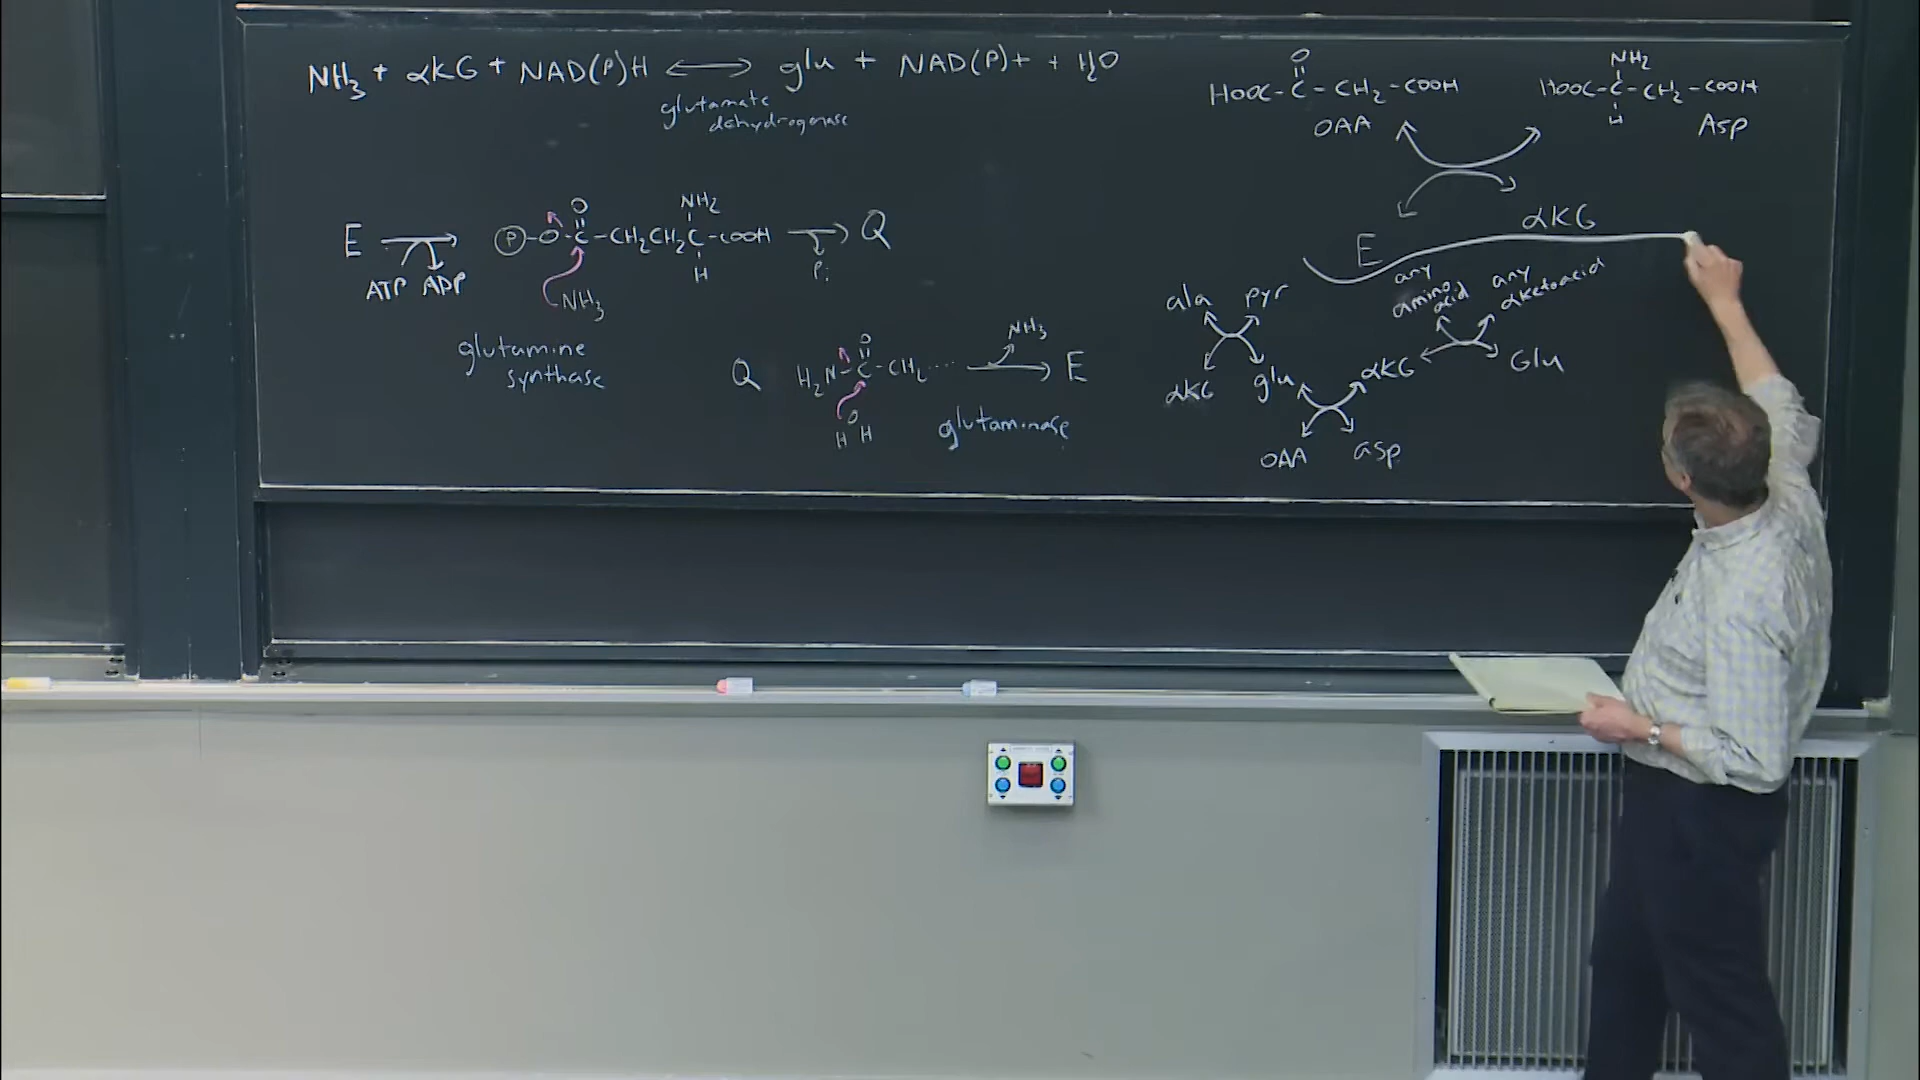 NH3 + αKG + NAD(P)H ⟷ glu + NAD(P)+ + H2O
glutamate
dehydrogenase
O
HOOC-C-CH2-COOH
OAA
NH2
HOOC-C-CH2-COOH
H
Asp
αKG
E
NH2
O
E → P-O-C-CH2CH2C-COOH → Q
H
ATP ADP
Pi
NH3
glutamine
synthase
NH3
O
Q H2N-C-CH2... → E
O
H H
glutaminase
ala pyr
αKG glu αKG
OAA asp
any
amino
acid
any
αketoacid
Glu